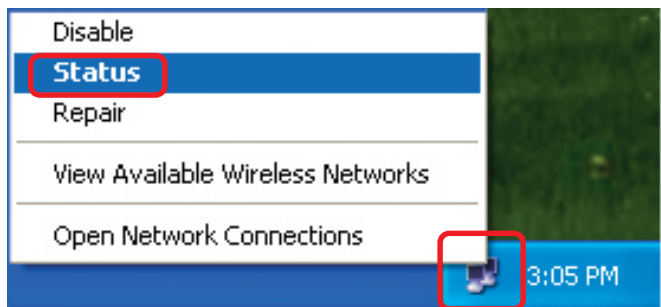 Disable
Status
Repair
View Available Wireless Networks
Open Network Connections
3:05 PM